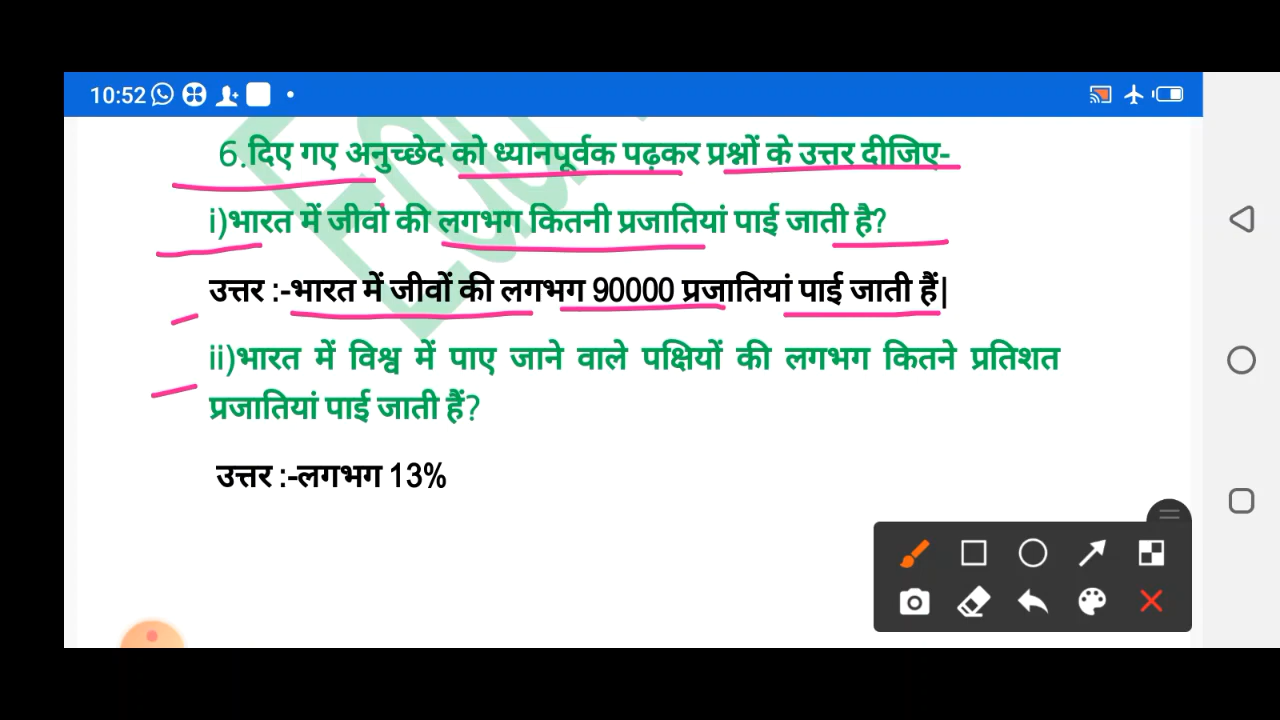 10:52
6.दिए गए अनुच्छेद को ध्यानपूर्वक पढ़कर प्रश्नों के उत्तर दीजिए-
i)भारत में जीवो की लगभग कितनी प्रजातियां पाई जाती है?
उत्तर :-भारत में जीवों की लगभग 90000 प्रजातियां पाई जाती हैं|
ii)भारत में विश्व में पाए जाने वाले पक्षियों की लगभग कितने प्रतिशत
प्रजातियां पाई जाती हैं?
उत्तर :-लगभग 13%